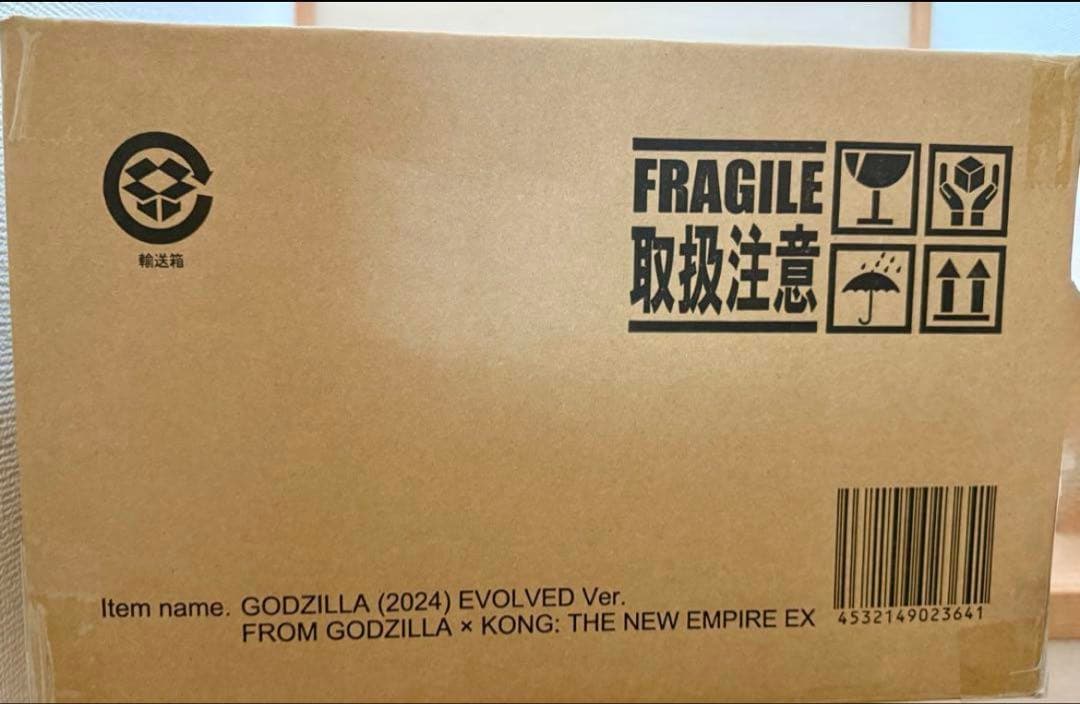 輸送箱
FRAGILE
取扱注意
Item name. GODZILLA (2024) EVOLVED Ver.
FROM GODZILLA × KONG: THE NEW EMPIRE EX
4532149023641